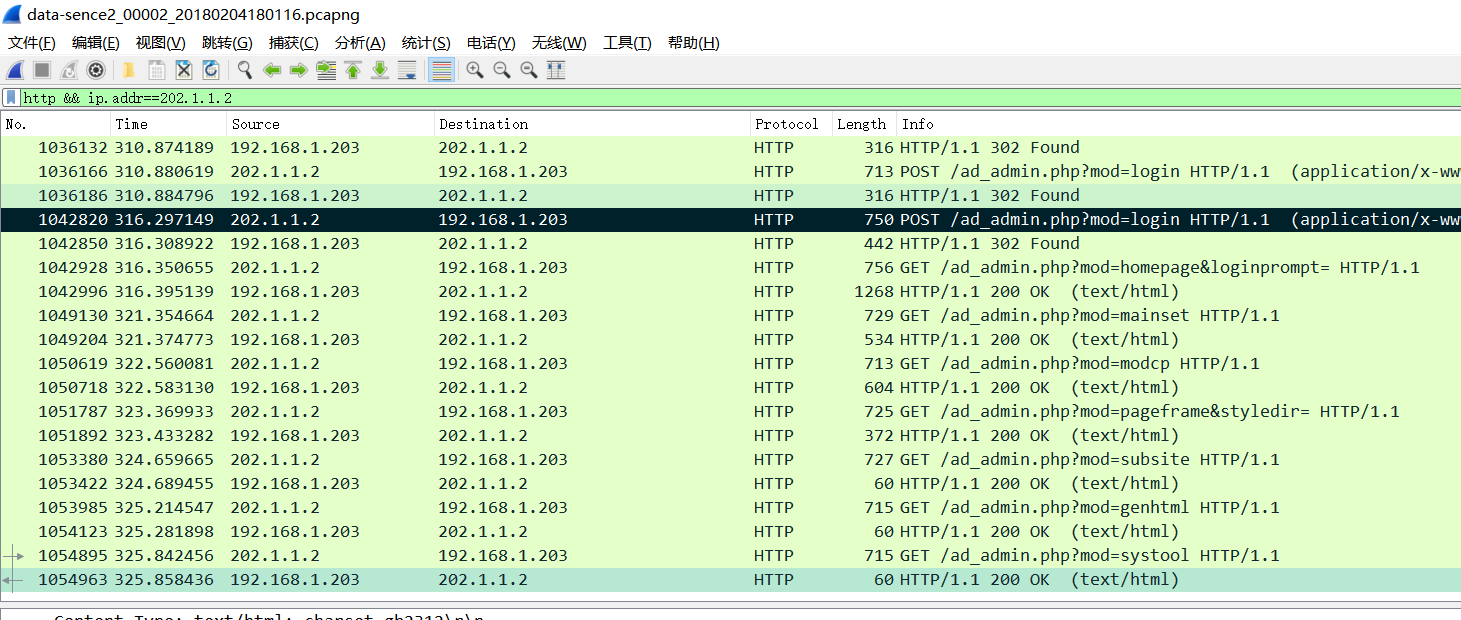 data-sence2_00002_20180204180116.pcapng
文件(F) 编辑(E) 视图(V) 跳转(G) 捕获(C) 分析(A) 统计(S) 电话(Y) 无线(W) 工具(T) 帮助(H)
http && ip.addr==202.1.1.2
No. Time Source Destination Protocol Length Info
1036132 310.874189 192.168.1.203 202.1.1.2 HTTP 316 HTTP/1.1 302 Found
1036166 310.880619 202.1.1.2 192.168.1.203 HTTP 713 POST /ad_admin.php?mod=login HTTP/1.1 (application/x-ww
1036186 310.884796 192.168.1.203 202.1.1.2 HTTP 316 HTTP/1.1 302 Found
1042820 316.297149 202.1.1.2 192.168.1.203 HTTP 750 POST /ad_admin.php?mod=login HTTP/1.1 (application/x-ww
1042850 316.308922 192.168.1.203 202.1.1.2 HTTP 442 HTTP/1.1 302 Found
1042928 316.350655 202.1.1.2 192.168.1.203 HTTP 756 GET /ad_admin.php?mod=homepage&loginprompt= HTTP/1.1
1042996 316.395139 192.168.1.203 202.1.1.2 HTTP 1268 HTTP/1.1 200 OK (text/html)
1049130 321.354664 202.1.1.2 192.168.1.203 HTTP 729 GET /ad_admin.php?mod=mainset HTTP/1.1
1049204 321.374773 192.168.1.203 202.1.1.2 HTTP 534 HTTP/1.1 200 OK (text/html)
1050619 322.560081 202.1.1.2 192.168.1.203 HTTP 713 GET /ad_admin.php?mod=modcp HTTP/1.1
1050718 322.583130 192.168.1.203 202.1.1.2 HTTP 604 HTTP/1.1 200 OK (text/html)
1051787 323.369933 202.1.1.2 192.168.1.203 HTTP 725 GET /ad_admin.php?mod=pageframe&styledir= HTTP/1.1
1051892 323.433282 192.168.1.203 202.1.1.2 HTTP 372 HTTP/1.1 200 OK (text/html)
1053380 324.659665 202.1.1.2 192.168.1.203 HTTP 727 GET /ad_admin.php?mod=subsite HTTP/1.1
1053422 324.689455 192.168.1.203 202.1.1.2 HTTP 60 HTTP/1.1 200 OK (text/html)
1053985 325.214547 202.1.1.2 192.168.1.203 HTTP 715 GET /ad_admin.php?mod=genhtml HTTP/1.1
1054123 325.281898 192.168.1.203 202.1.1.2 HTTP 60 HTTP/1.1 200 OK (text/html)
1054895 325.842456 202.1.1.2 192.168.1.203 HTTP 715 GET /ad_admin.php?mod=systool HTTP/1.1
1054963 325.858436 192.168.1.203 202.1.1.2 HTTP 60 HTTP/1.1 200 OK (text/html)
Content-Type: text/html; charset=gb2312\r\n